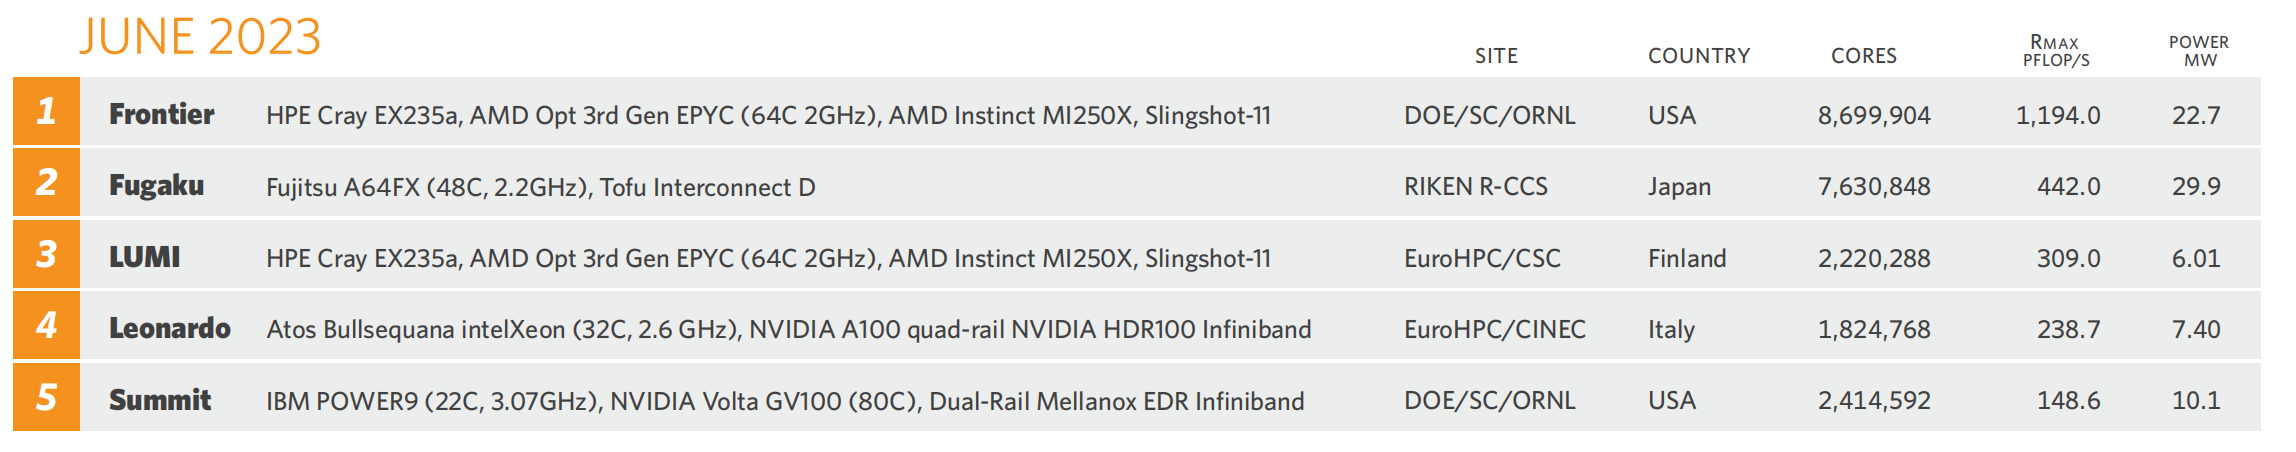 JUNE 2023
SITE COUNTRY CORES RMAX PFLOP/S POWER MW
1 Frontier HPE Cray EX235a, AMD Opt 3rd Gen EPYC (64C 2GHz), AMD Instinct MI250X, Slingshot-11 DOE/SC/ORNL USA 8,699,904 1,194.0 22.7
2 Fugaku Fujitsu A64FX (48C, 2.2GHz), Tofu Interconnect D RIKEN R-CCS Japan 7,630,848 442.0 29.9
3 LUMI HPE Cray EX235a, AMD Opt 3rd Gen EPYC (64C 2GHz), AMD Instinct MI250X, Slingshot-11 EuroHPC/CSC Finland 2,220,288 309.0 6.01
4 Leonardo Atos Bullsequana intelXeon (32C, 2.6 GHz), NVIDIA A100 quad-rail NVIDIA HDR100 Infiniband EuroHPC/CINEC Italy 1,824,768 238.7 7.40
5 Summit IBM POWER9 (22C, 3.07GHz), NVIDIA Volta GV100 (80C), Dual-Rail Mellanox EDR Infiniband DOE/SC/ORNL USA 2,414,592 148.6 10.1